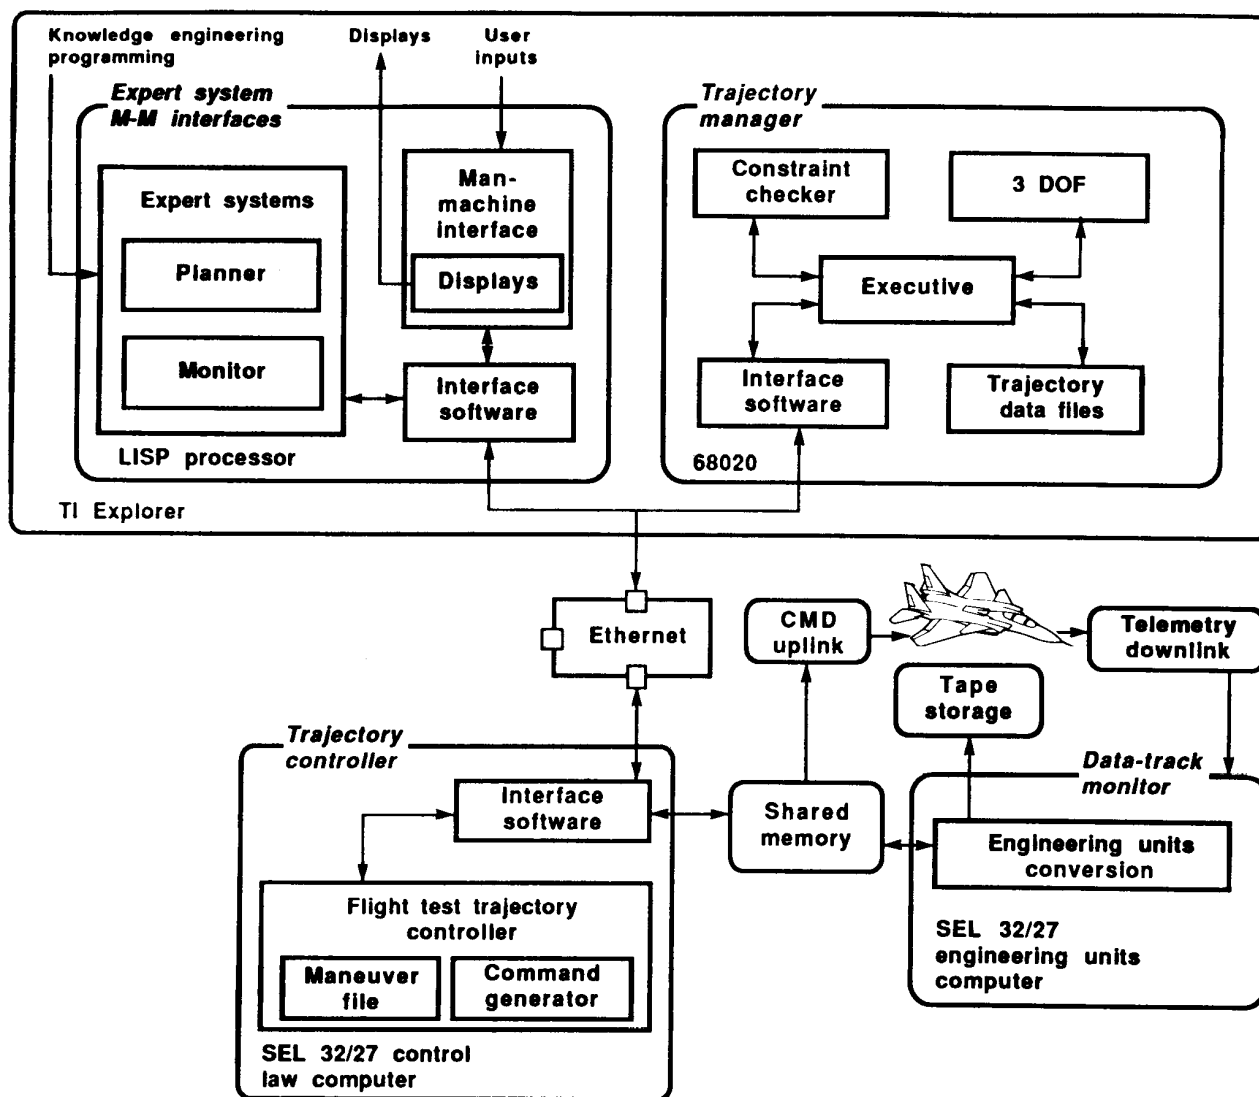 Knowledge engineering
programming
Displays
User
inputs
Expert system
M-M interfaces
Expert systems
Planner
Monitor
Man-
machine
interface
Displays
Interface
software
LISP processor
TI Explorer
Trajectory
manager
Constraint
checker
3 DOF
Executive
Interface
software
Trajectory
data files
68020
Ethernet
CMD
uplink
Telemetry
downlink
Tape
storage
Trajectory
controller
Interface
software
Shared
memory
Data-track
monitor
Engineering units
conversion
SEL 32/27
engineering units
computer
Flight test trajectory
controller
Maneuver
file
Command
generator
SEL 32/27 control
law computer